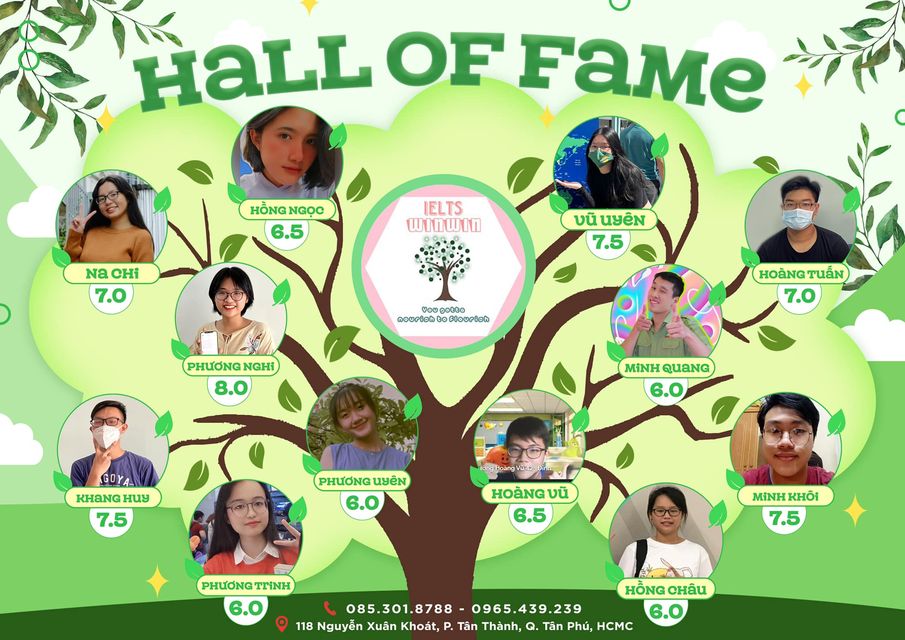 HALL OF FAME
HỒNG NGỌC
6.5
IELTS
WINWIN
You gotta
nourish to flourish
VŨ UYÊN
7.5
NA CHI
7.0
HOÀNG TUẤN
7.0
PHƯƠNG NGHI
8.0
MINH QUANG
6.0
KHANG HUY
7.5
PHƯƠNG UYÊN
6.0
HOÀNG VŨ
6.5
MINH KHÔI
7.5
PHƯƠNG TRINH
6.0
HỒNG CHÂU
6.0
085.301.8788 - 0965.439.239
118 Nguyễn Xuân Khoát, P. Tân Thành, Q. Tân Phú, HCMC